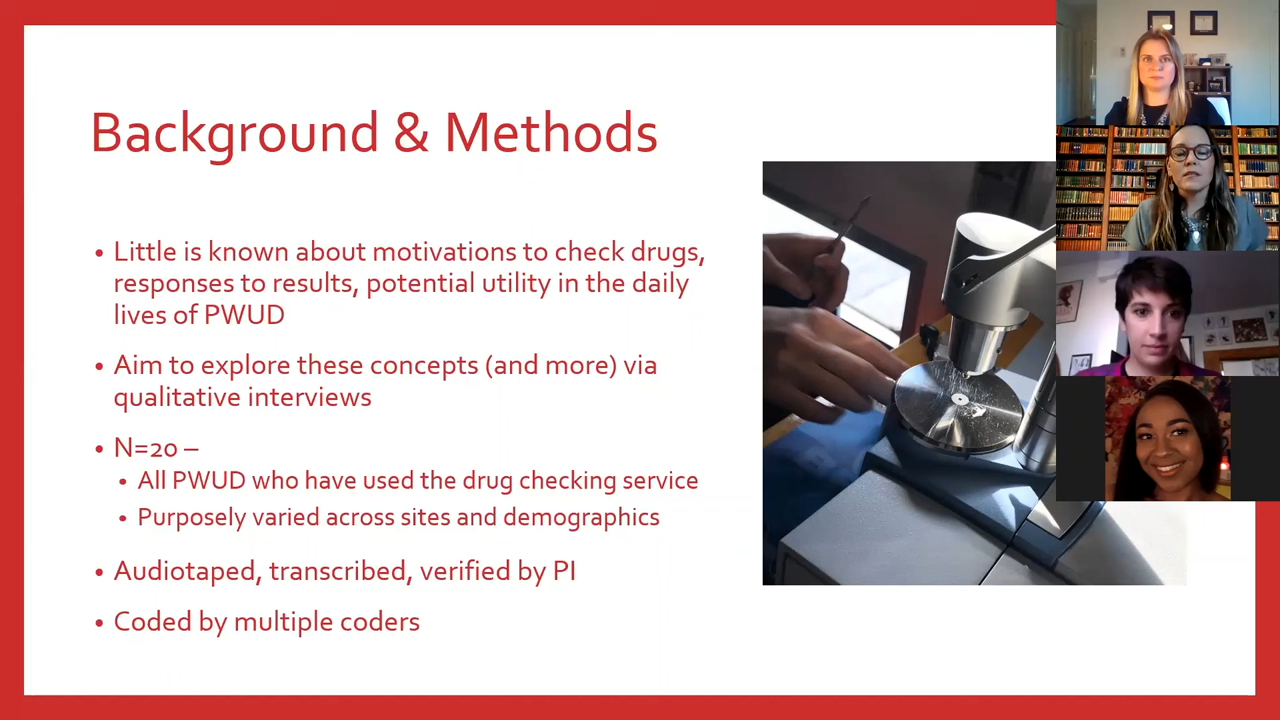 Background & Methods
• Little is known about motivations to check drugs,
responses to results, potential utility in the daily
lives of PWUD
• Aim to explore these concepts (and more) via
qualitative interviews
• N=20 –
• All PWUD who have used the drug checking service
• Purposely varied across sites and demographics
• Audiotaped, transcribed, verified by PI
• Coded by multiple coders